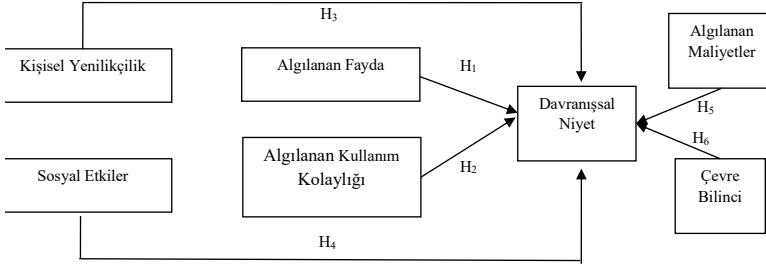 H₃
Kişisel Yenilikçilik
Algılanan Fayda
H₁
Davranışsal
Niyet
Algılanan
Maliyetler
H₅
Sosyal Etkiler
Algılanan Kullanım
Kolaylığı
H₂
H₆
Çevre
Bilinci
H₄